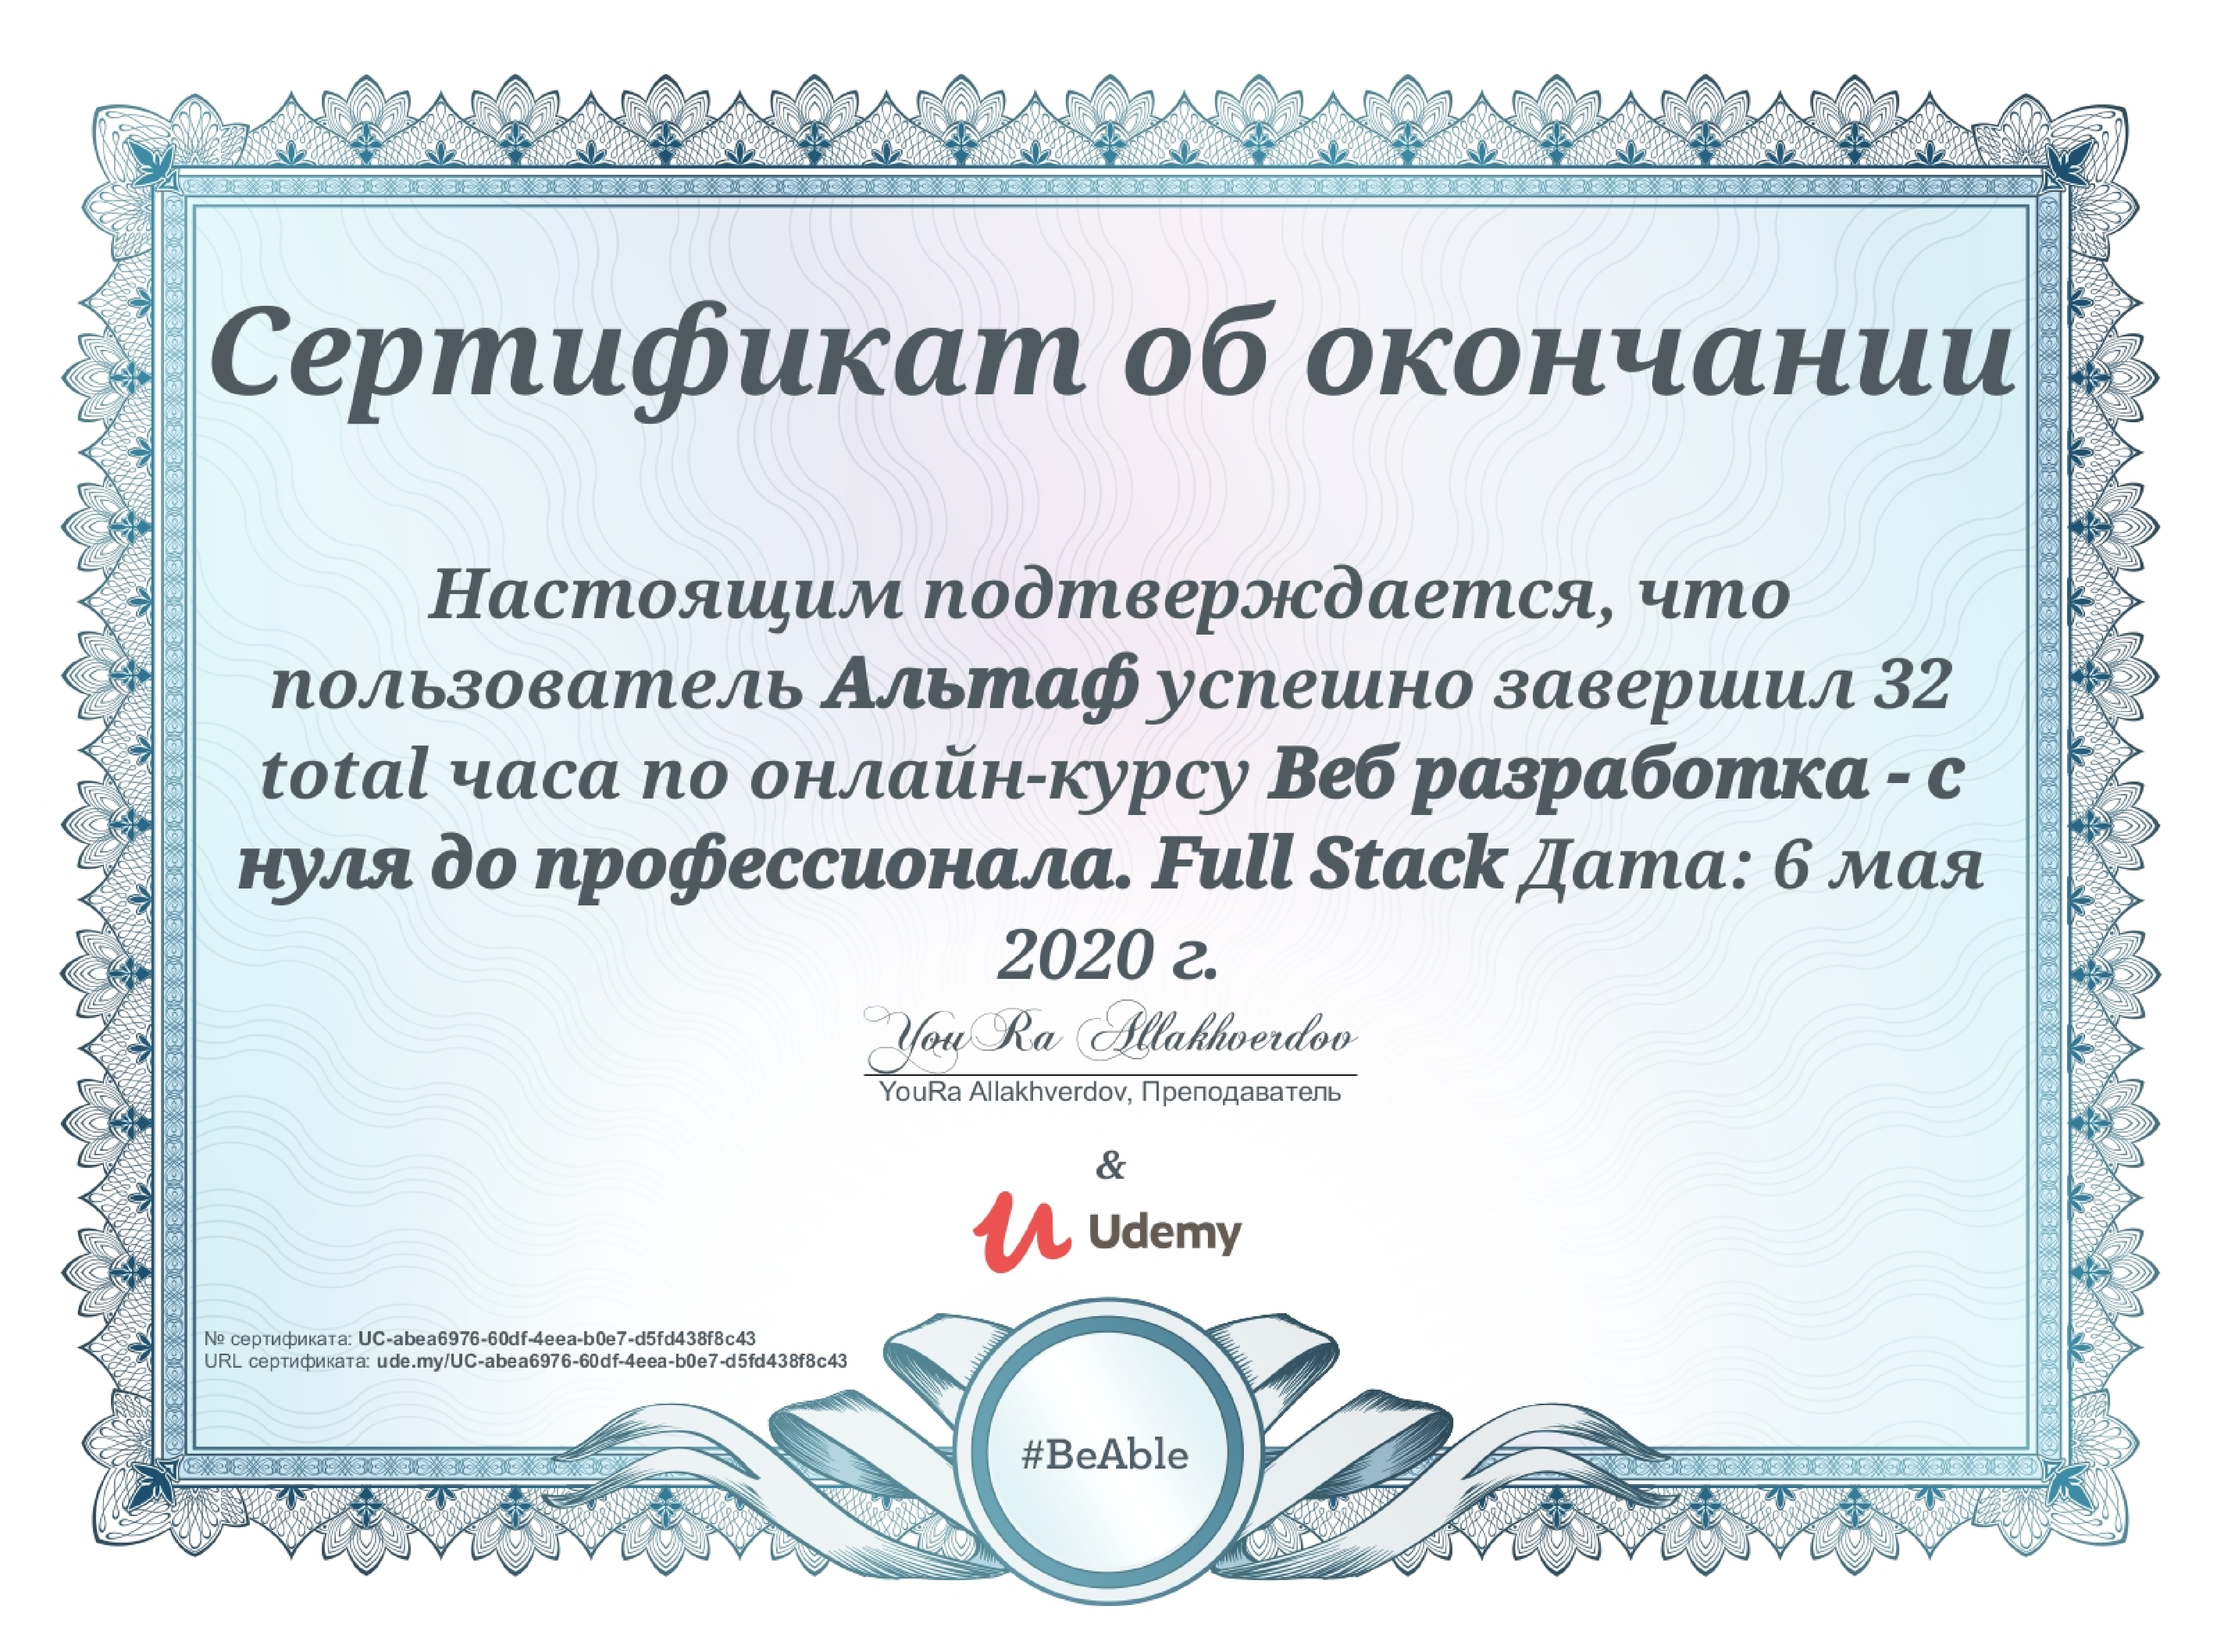 Сертификат об окончании
Настоящим подтверждается, что
пользователь Альтаф успешно завершил 32
total часа по онлайн-курсу Веб разработка - с
нуля до профессионала. Full Stack Дата: 6 мая
2020 г.
YouRa Allakhverdov
YouRa Allakhverdov, Преподаватель
&
Udemy
№ сертификата: UC-abea6976-60df-4eea-b0e7-d5fd438f8c43
URL сертификата: ude.my/UC-abea6976-60df-4eea-b0e7-d5fd438f8c43
#BeAble